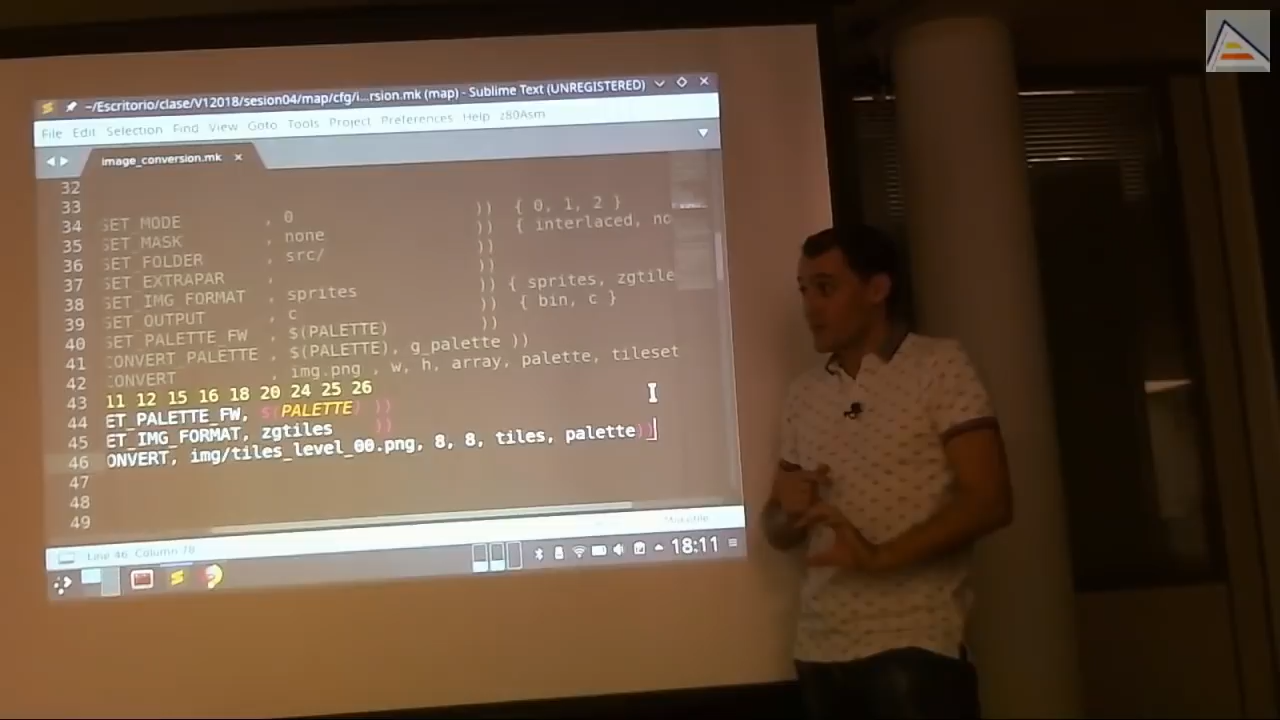 ~/Escritorio/clase/V12018/sesion04/map/cfg/i...rsion.mk (map) - Sublime Text (UNREGISTERED)
File Edit Selection Find View Goto Tools Project Preferences Help z80Asm
image_conversion.mk
32
33
34 SET_MODE , 0 )) { 0, 1, 2 }
35 SET_MASK , none )) { interlaced, no
36 SET_FOLDER , src/ ))
37 SET_EXTRAPAR , ))
38 SET_IMG_FORMAT , sprites )) { sprites, zgtile
39 SET_OUTPUT , c )) { bin, c }
40 SET_PALETTE_FW , $(PALETTE) ))
41 CONVERT_PALETTE , $(PALETTE), g_palette ))
42 CONVERT , img.png , w, h, array, palette, tileset
43 11 12 15 16 18 20 24 25 26
44 ET_PALETTE_FW, $(PALETTE) ))
45 ET_IMG_FORMAT, zgtiles ))
46 ONVERT, img/tiles_level_00.png, 8, 8, tiles, palette))
47
48
49
Line 46, Column 78 Makefile
18:11